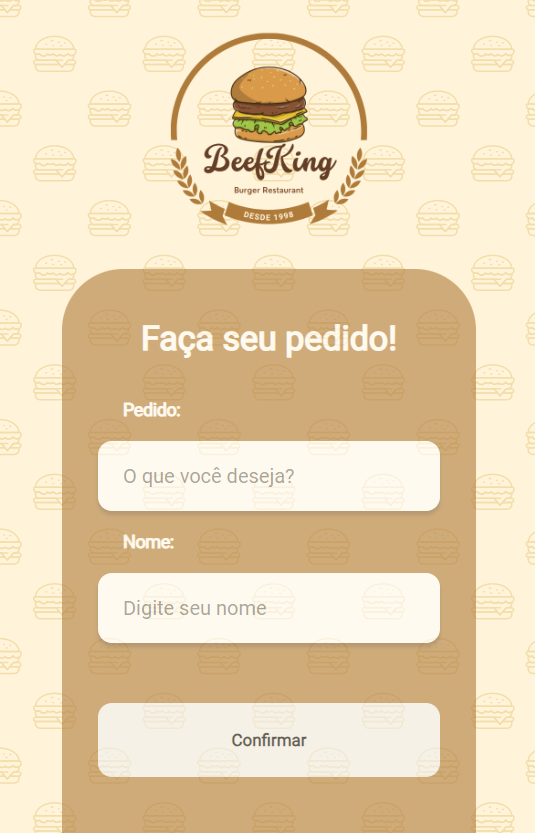 BeefKing
Burger Restaurant
DESDE 1998
Faça seu pedido!
Pedido:
O que você deseja?
Nome:
Digite seu nome
Confirmar